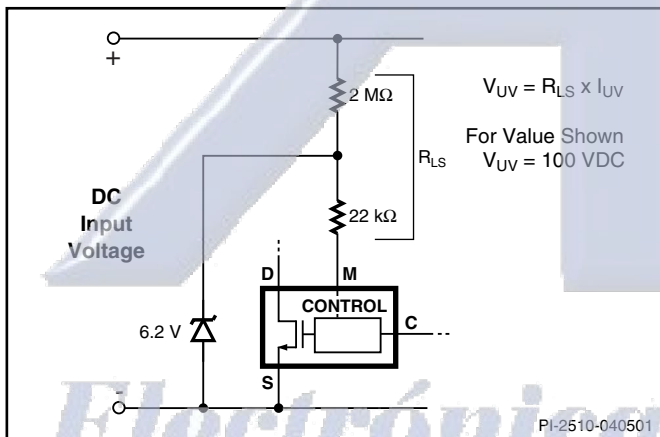 +
2 MΩ
V_UV = R_LS x I_UV
For Value Shown
V_UV = 100 VDC
R_LS
DC
Input
Voltage
22 kΩ
D
M
CONTROL
C
6.2 V
S
-
Electrónica
PI-2510-040501